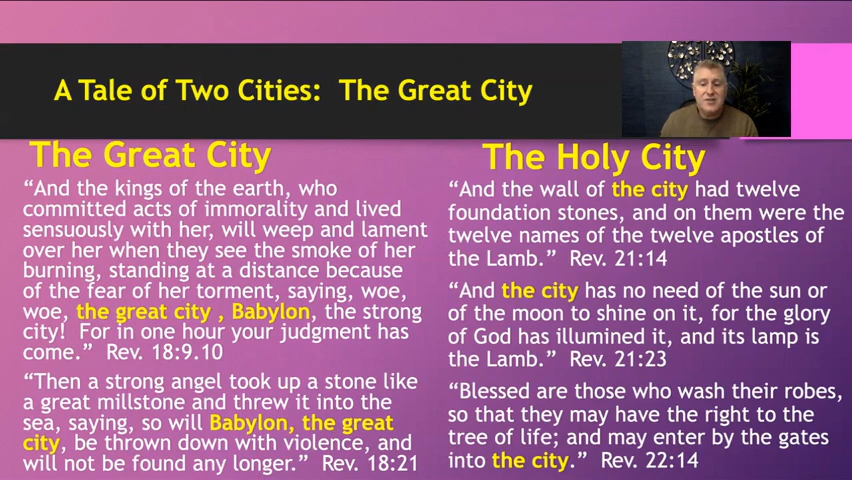 A Tale of Two Cities: The Great City
The Great City
“And the kings of the earth, who
committed acts of immorality and lived
sensuously with her, will weep and lament
over her when they see the smoke of her
burning, standing at a distance because
of the fear of her torment, saying, woe,
woe, the great city , Babylon, the strong
city! For in one hour your judgment has
come.” Rev. 18:9.10
“Then a strong angel took up a stone like
a great millstone and threw it into the
sea, saying, so will Babylon, the great
city, be thrown down with violence, and
will not be found any longer.” Rev. 18:21
The Holy City
“And the wall of the city had twelve
foundation stones, and on them were the
twelve names of the twelve apostles of
the Lamb.” Rev. 21:14
“And the city has no need of the sun or
of the moon to shine on it, for the glory
of God has illumined it, and its lamp is
the Lamb.” Rev. 21:23
“Blessed are those who wash their robes,
so that they may have the right to the
tree of life; and may enter by the gates
into the city.” Rev. 22:14